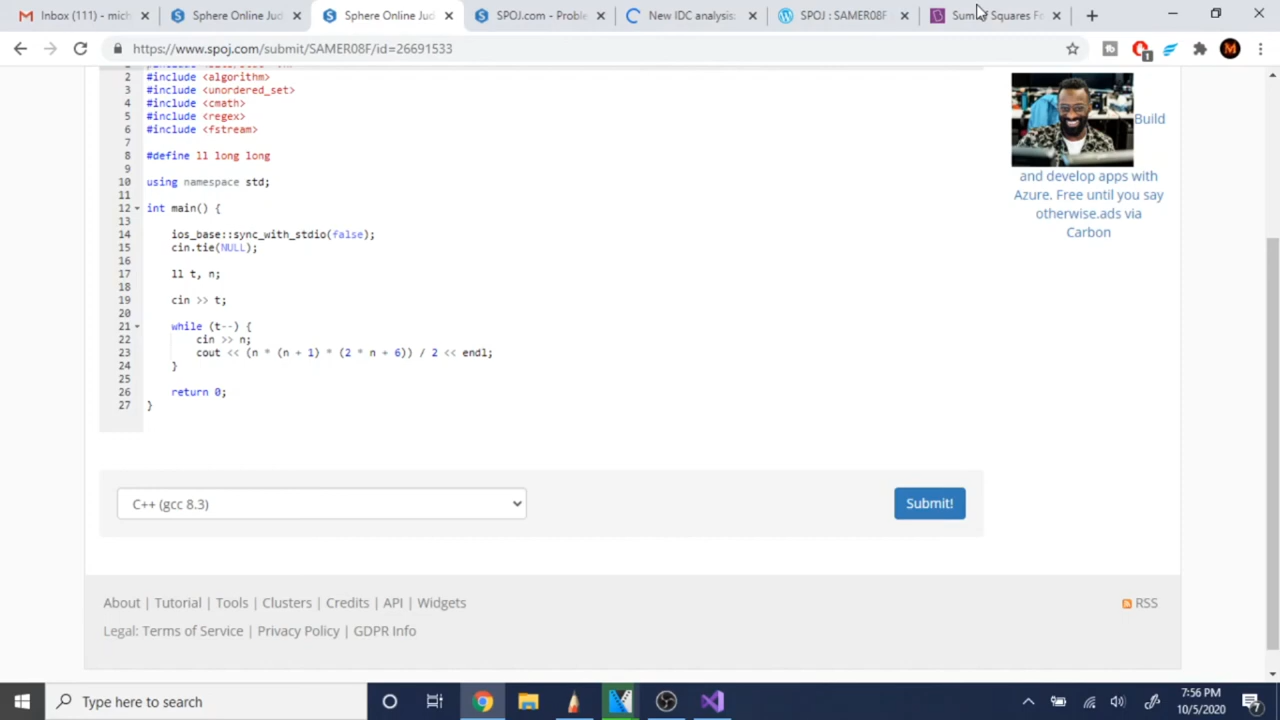 Inbox (111) - mich
Sphere Online Jud
Sphere Online Jud
SPOJ.com - Proble
New IDC analysis:
SPOJ : SAMER08F
Squares Fr
https://www.spoj.com/submit/SAMER08F/id=26691533
M
1
1
2 #include <algorithm>
3 #include <unordered_set>
4 #include <cmath>
5 #include <regex>
6 #include <fstream>
7
8 #define ll long long
9
10 using namespace std;
11
12 int main() {
13
14 ios_base::sync_with_stdio(false);
15 cin.tie(NULL);
16
17 ll t, n;
18
19 cin >> t;
20
21 while (t--) {
22 cin >> n;
23 cout << (n * (n + 1) * (2 * n + 6)) / 2 << endl;
24 }
25
26 return 0;
27 }
Build
and develop apps with
Azure. Free until you say
otherwise.ads via
Carbon
C++ (gcc 8.3)
Submit!
About | Tutorial | Tools | Clusters | Credits | API | Widgets
RSS
Legal: Terms of Service | Privacy Policy | GDPR Info
Type here to search
7:56 PM
10/5/2020
7